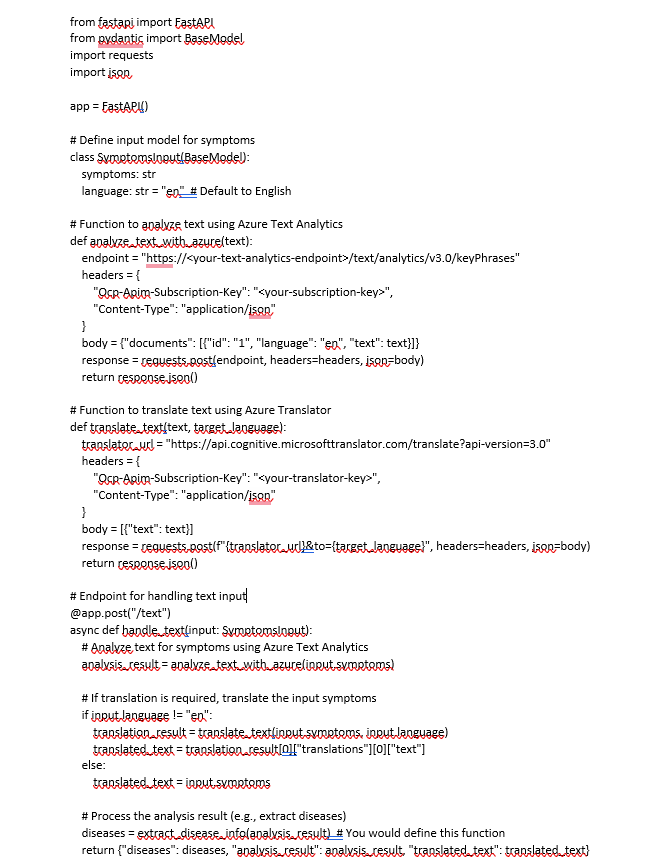 from fastapi import FastAPI
from pydantic import BaseModel
import requests
import json
app = FastAPI()
# Define input model for symptoms
class SymptomsInput(BaseModel):
symptoms: str
language: str = "en"  # Default to English
# Function to analyze text using Azure Text Analytics
def analyze_text_with_azure(text):
endpoint = "https://<your-text-analytics-endpoint>/text/analytics/v3.0/keyPhrases"
headers = {
"Ocp-Apim-Subscription-Key": "<your-subscription-key>",
"Content-Type": "application/json"
}
body = {"documents": [{"id": "1", "language": "en", "text": text}]}
response = requests.post(endpoint, headers=headers, json=body)
return response.json()
# Function to translate text using Azure Translator
def translate_text(text, target_language):
translator_url = "https://api.cognitive.microsofttranslator.com/translate?api-version=3.0"
headers = {
"Ocp-Apim-Subscription-Key": "<your-translator-key>",
"Content-Type": "application/json"
}
body = [{"text": text}]
response = requests.post(f"{translator_url}&to={target_language}", headers=headers, json=body)
return response.json()
# Endpoint for handling text input
@app.post("/text")
async def handle_text(input: SymptomsInput):
# Analyze text for symptoms using Azure Text Analytics
analysis_result = analyze_text_with_azure(input.symptoms)
# If translation is required, translate the input symptoms
if input.language != "en":
translation_result = translate_text(input.symptoms, input.language)
translated_text = translation_result[0]["translations"][0]["text"]
else:
translated_text = input.symptoms
# Process the analysis result (e.g., extract diseases)
diseases = extract_disease_info(analysis_result)  # You would define this function
return {"diseases": diseases, "analysis_result": analysis_result, "translated_text": translated_text}